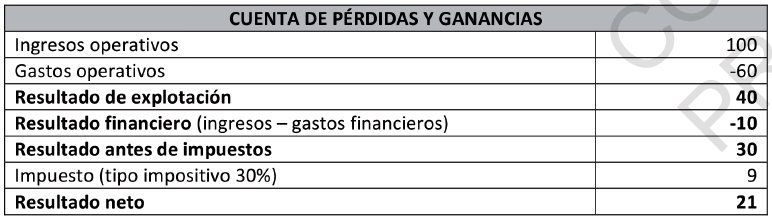 CUENTA DE PÉRDIDAS Y GANANCIAS
Ingresos operativos 100
Gastos operativos -60
Resultado de explotación 40
Resultado financiero (ingresos – gastos financieros) -10
Resultado antes de impuestos 30
Impuesto (tipo impositivo 30%) 9
Resultado neto 21